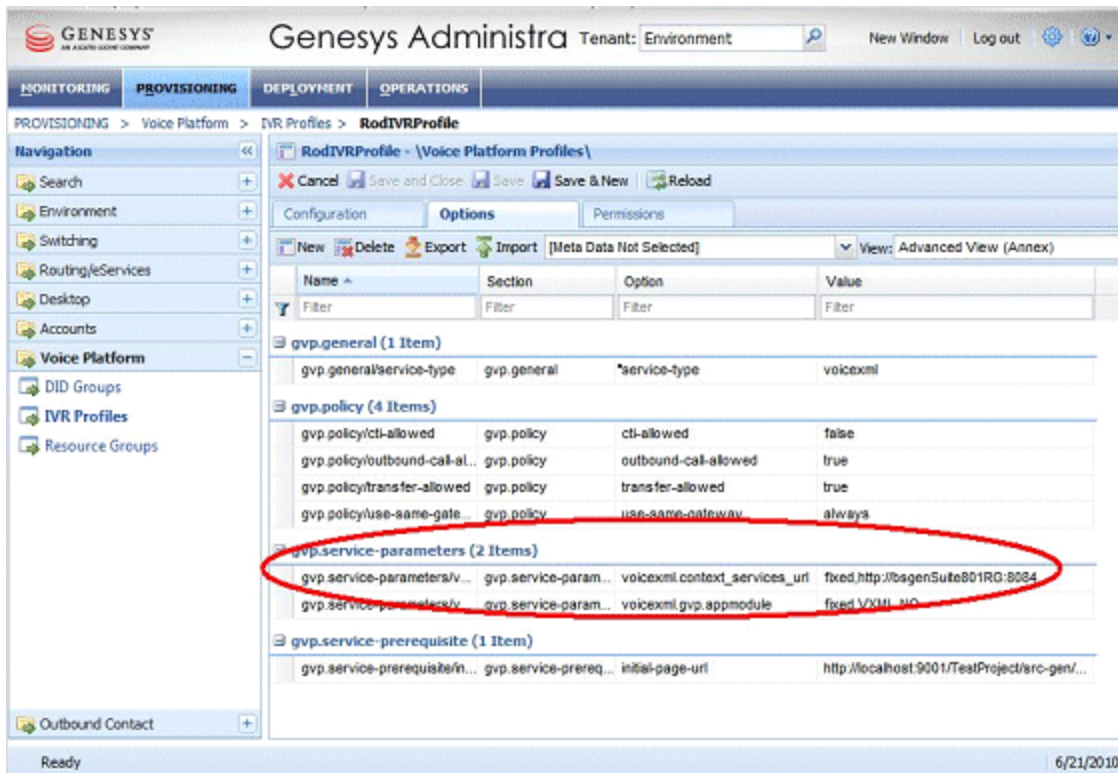 GENESYS
AN ALCATEL-LUCENT COMPANY
Genesys Administra Tenant: Environment New Window Log out
MONITORING PROVISIONING DEPLOYMENT OPERATIONS
PROVISIONING > Voice Platform > IVR Profiles > RodIVRProfile
Navigation
Search
Environment
Switching
Routing/eServices
Desktop
Accounts
Voice Platform
DID Groups
IVR Profiles
Resource Groups
Outbound Contact
RodIVRProfile - \Voice Platform Profiles\
Cancel Save and Close Save Save & New Reload
Configuration Options Permissions
New Delete Export Import [Meta Data Not Selected] View: Advanced View (Annex)
Name Section Option Value
Filter Filter Filter Filter
gvp.general (1 Item)
gvp.general/service-type gvp.general *service-type voicexml
gvp.policy (4 Items)
gvp.policy/cti-allowed gvp.policy cti-allowed false
gvp.policy/outbound-call-al... gvp.policy outbound-call-allowed true
gvp.policy/transfer-allowed gvp.policy transfer-allowed true
gvp.policy/use-same-gate... gvp.policy use-same-gateway always
gvp.service-parameters (2 Items)
gvp.service-parameters/v... gvp.service-param... voicexml.context_services_url fixed,http://bsgenSuite801RG:8084
gvp.service-parameters/v... gvp.service-param... voicexml.gvp.appmodule fixed,VXML-NG
gvp.service-prerequisite (1 Item)
gvp.service-prerequisite/in... gvp.service-prereq... initial-page-url http://localhost:9001/TestProject/src-gen/...
Ready 6/21/2010